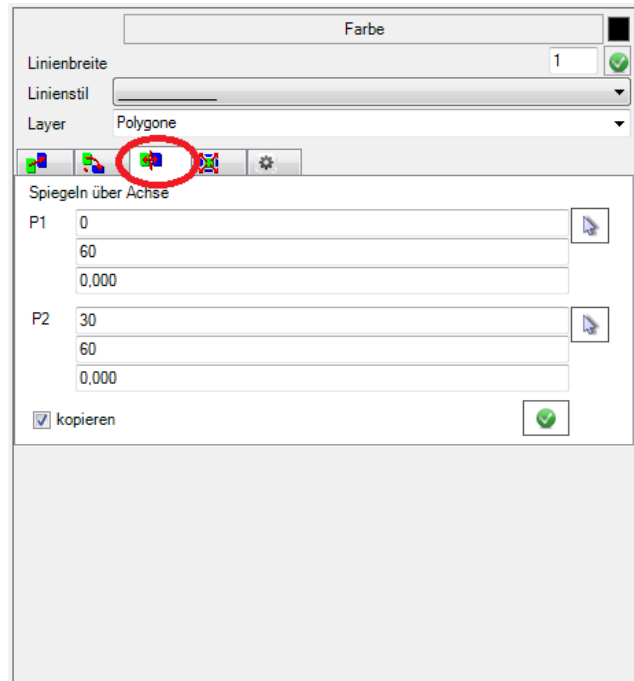 Farbe
Linienbreite 1
Linienstil
Layer Polygone
Spiegeln über Achse
P1 0
60
0,000
P2 30
60
0,000
kopieren